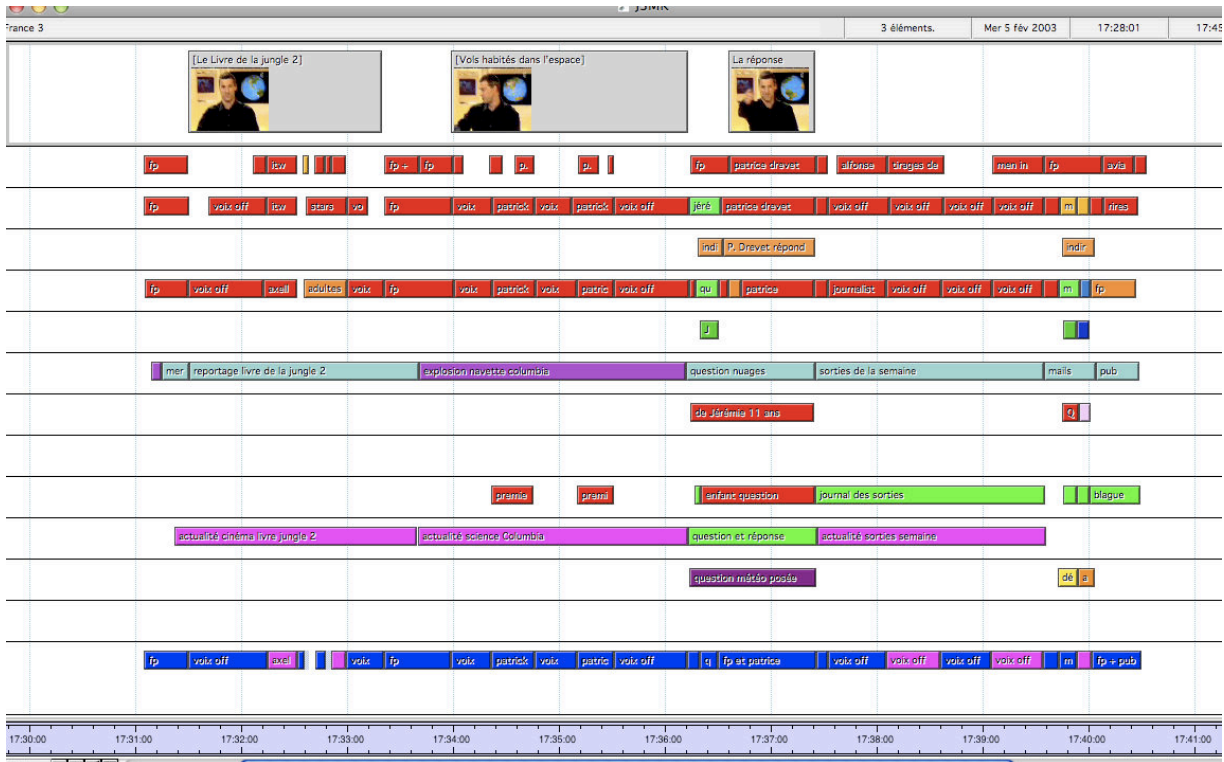 JSMK
France 3 3 éléments. Mer 5 fév 2003 17:28:01 17:45
[Le Livre de la jungle 2] [Vols habités dans l'espace] La réponse
fp itw fp + fp p. p. fp patrice drevet alfonse tirages de men in fp avia
fp voix off itw stars vo fp voix patrick voix patrick voix off jéré patrice drevet voix off voix off voix off voix off m rires
indi P. Drevet répond indir
fp voix off axell adultes voix fp voix patrick voix patric voix off qu patrice journalist voix off voix off voix off m fp
J
mer reportage livre de la jungle 2 explosion navette columbia question nuages sorties de la semaine mails pub
de Jérémie 11 ans Q
premie premi enfant question journal des sorties blague
actualité cinéma livre jungle 2 actualité science Columbia question et réponse actualité sorties semaine
question météo posée dé a
fp voix off axel voix fp voix patrick voix patric voix off q fp et patrice voix off voix off voix off voix off m fp + pub
17:30:00 17:31:00 17:32:00 17:33:00 17:34:00 17:35:00 17:36:00 17:37:00 17:38:00 17:39:00 17:40:00 17:41:00